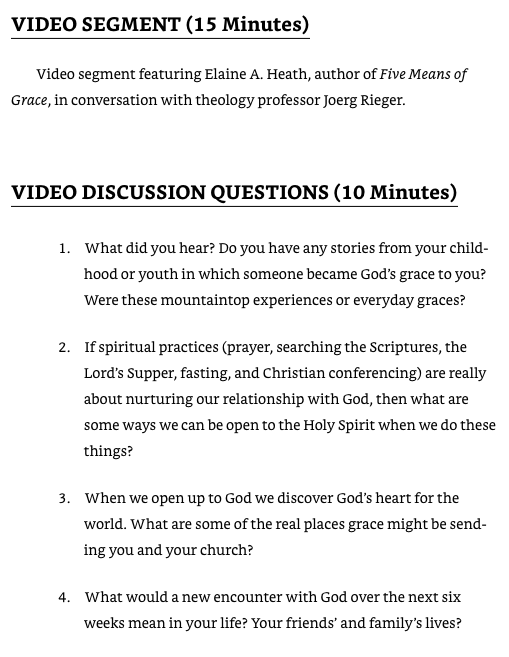 VIDEO SEGMENT (15 Minutes)
Video segment featuring Elaine A. Heath, author of Five Means of
Grace, in conversation with theology professor Joerg Rieger.
VIDEO DISCUSSION QUESTIONS (10 Minutes)
1. What did you hear? Do you have any stories from your child-
hood or youth in which someone became God’s grace to you?
Were these mountaintop experiences or everyday graces?
2. If spiritual practices (prayer, searching the Scriptures, the
Lord’s Supper, fasting, and Christian conferencing) are really
about nurturing our relationship with God, then what are
some ways we can be open to the Holy Spirit when we do these
things?
3. When we open up to God we discover God’s heart for the
world. What are some of the real places grace might be send-
ing you and your church?
4. What would a new encounter with God over the next six
weeks mean in your life? Your friends’ and family’s lives?